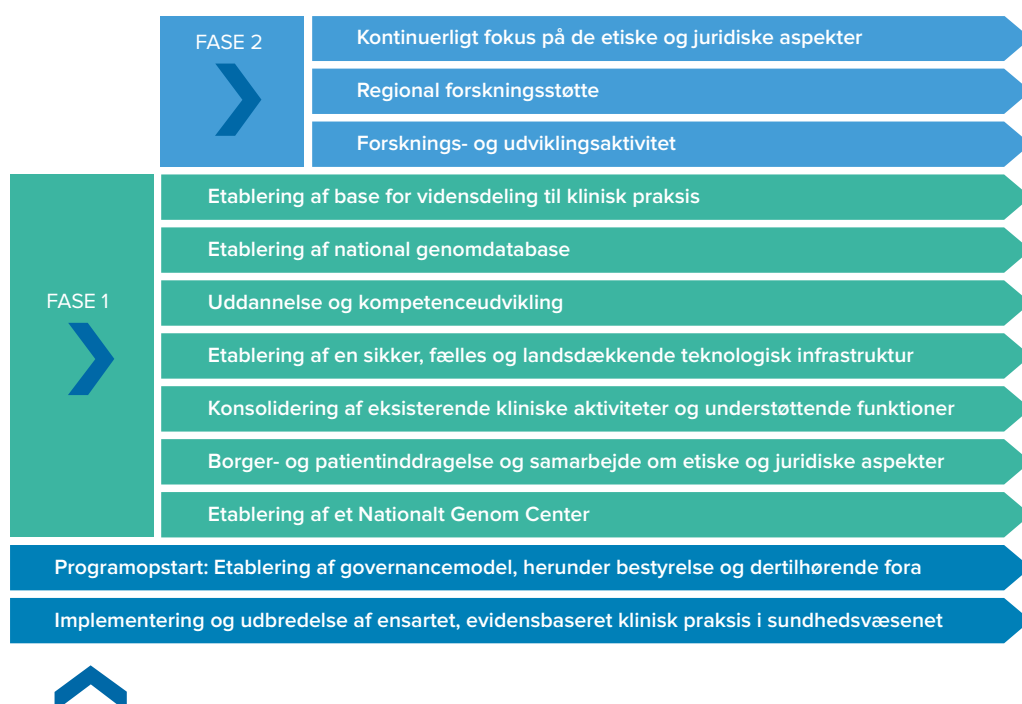 FASE 2
Kontinuerligt fokus på de etiske og juridiske aspekter
Regional forskningsstøtte
Forsknings- og udviklingsaktivitet
FASE 1
Etablering af base for vidensdeling til klinisk praksis
Etablering af national genomdatabase
Uddannelse og kompetenceudvikling
Etablering af en sikker, fælles og landsdækkende teknologisk infrastruktur
Konsolidering af eksisterende kliniske aktiviteter og understøttende funktioner
Borger- og patientinddragelse og samarbejde om etiske og juridiske aspekter
Etablering af et Nationalt Genom Center
Programopstart: Etablering af governancemodel, herunder bestyrelse og dertilhørende fora
Implementering og udbredelse af ensartet, evidensbaseret klinisk praksis i sundhedsvæsenet